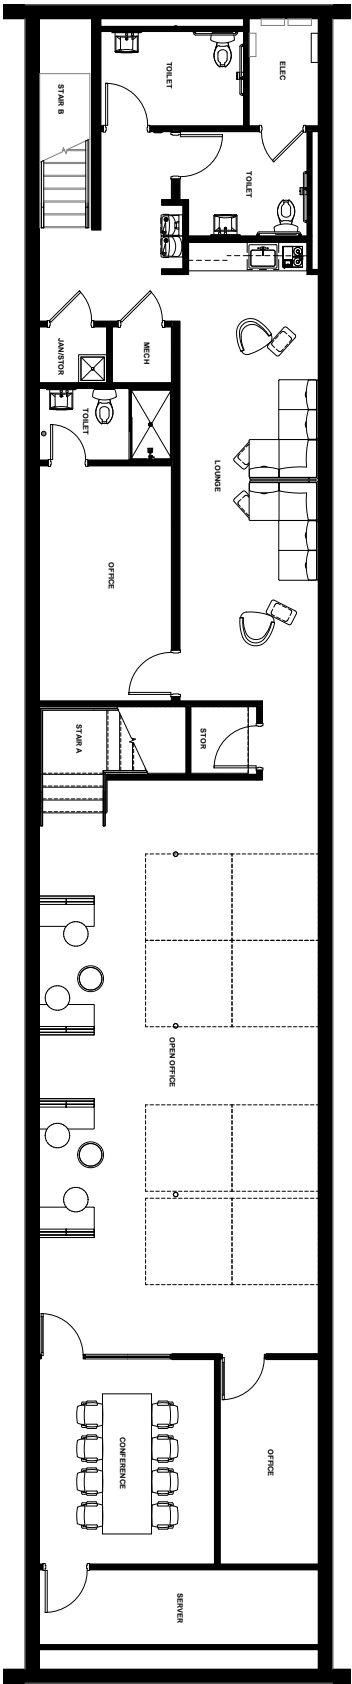 TOILET
ELEC
STAIR B
TOILET
JAN/STOR
MECH
TOILET
LOUNGE
OFFICE
STAIR A
STOR
OPEN OFFICE
CONFERENCE
OFFICE
SERVER